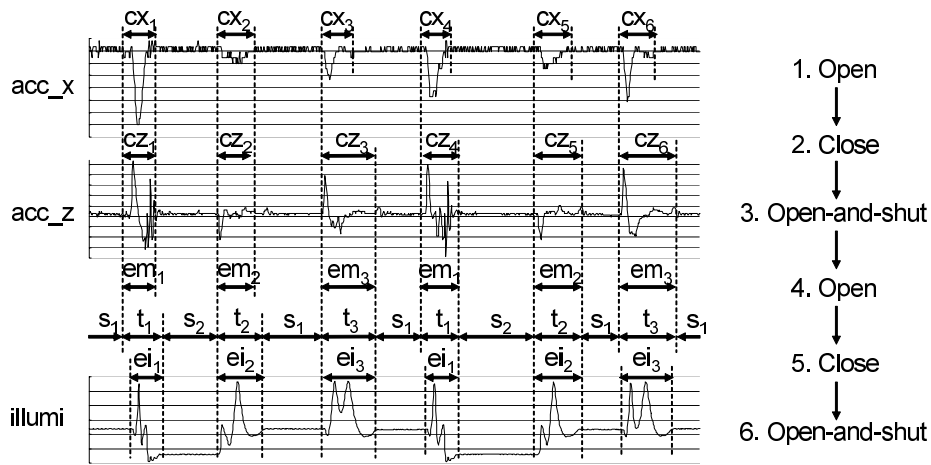 cx1 cx2 cx3 cx4 cx5 cx6
acc_x
cz1 cz2 cz3 cz4 cz5 cz6
acc_z
em1 em2 em3 em1 em2 em3
s1 t1 s2 t2 s1 t3 s1 t1 s2 t2 s1 t3 s1
ei1 ei2 ei3 ei1 ei2 ei3
illumi
1. Open
2. Close
3. Open-and-shut
4. Open
5. Close
6. Open-and-shut